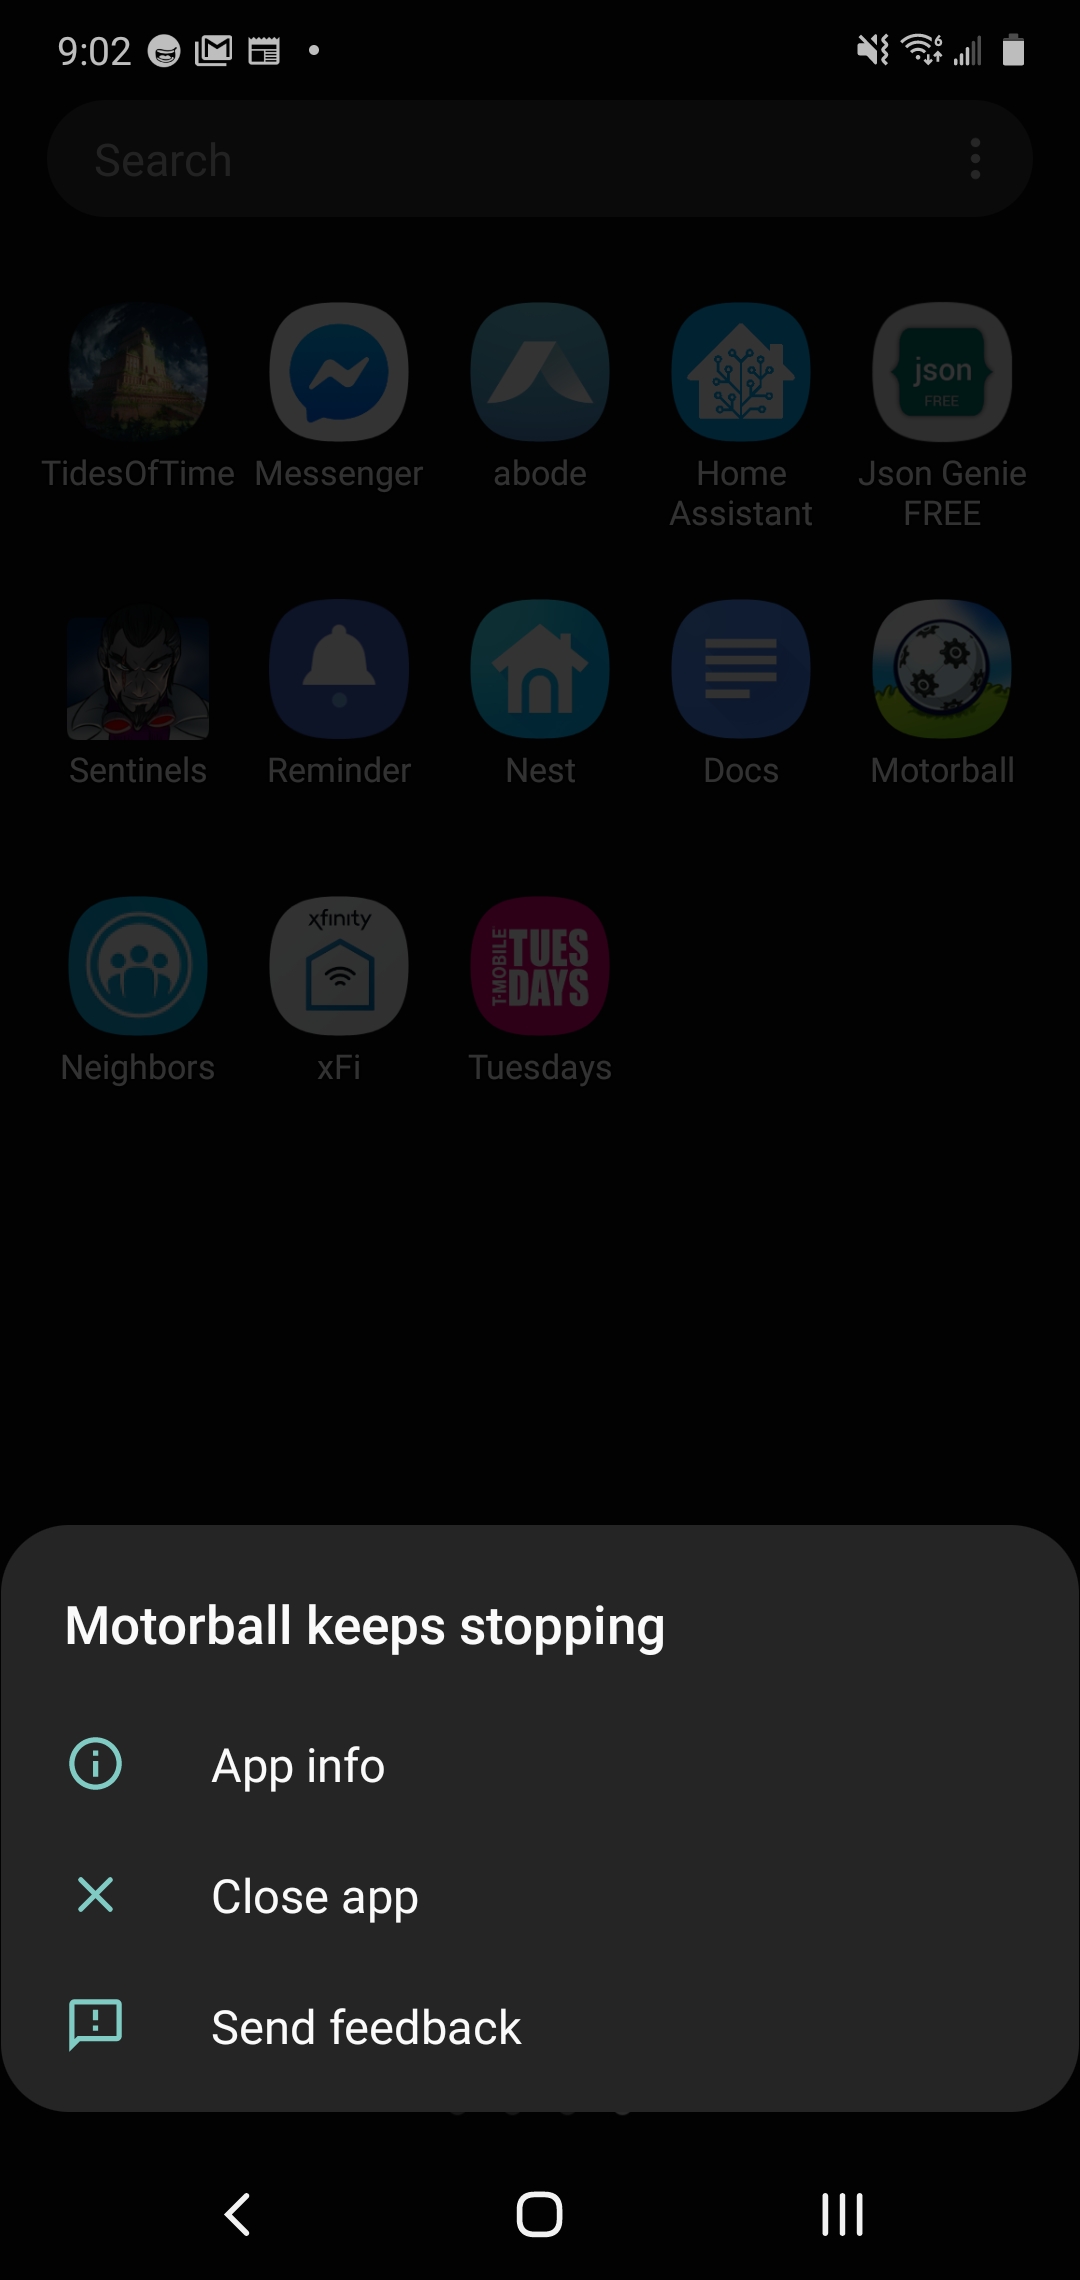 9:02
6
Search
json
FREE
TidesOfTime Messenger abode Home Assistant Json Genie FREE
Sentinels Reminder Nest Docs Motorball
xfinity
T-MOBILE TUES
DAYS
Neighbors xFi Tuesdays
Motorball keeps stopping
App info
Close app
Send feedback